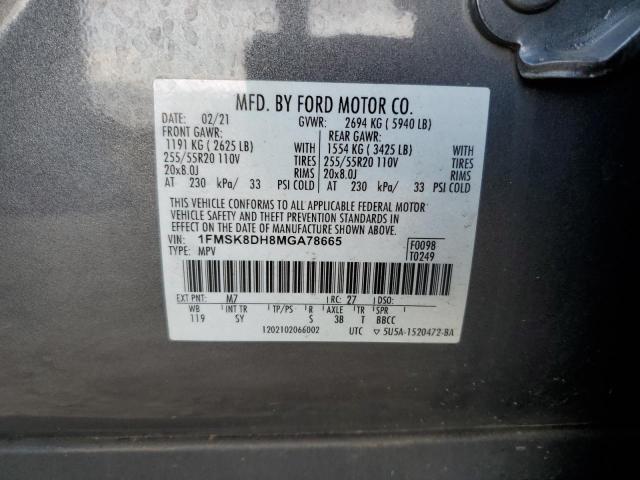 MFD. BY FORD MOTOR CO.
DATE: 02/21 GVWR: 2694 KG ( 5940 LB)
FRONT GAWR: REAR GAWR:
1191 KG ( 2625 LB) WITH 1554 KG ( 3425 LB) WITH
255/55R20 110V TIRES 255/55R20 110V TIRES
20x8.0J RIMS 20x8.0J RIMS
AT 230 kPa/ 33 PSI COLD AT 230 kPa/ 33 PSI COLD
THIS VEHICLE CONFORMS TO ALL APPLICABLE FEDERAL MOTOR
VEHICLE SAFETY AND THEFT PREVENTION STANDARDS IN
EFFECT ON THE DATE OF MANUFACTURE SHOWN ABOVE.
VIN: 1FMSK8DH8MGA78665 F0098
TYPE: MPV T0249
EXT PNT: M7 RC: 27 DSO:
WB INT TR TP/PS R AXLE TR SPR
119 SY S 3B T BBCC
1202102066002 UTC ▽ 5U5A-1520472-BA